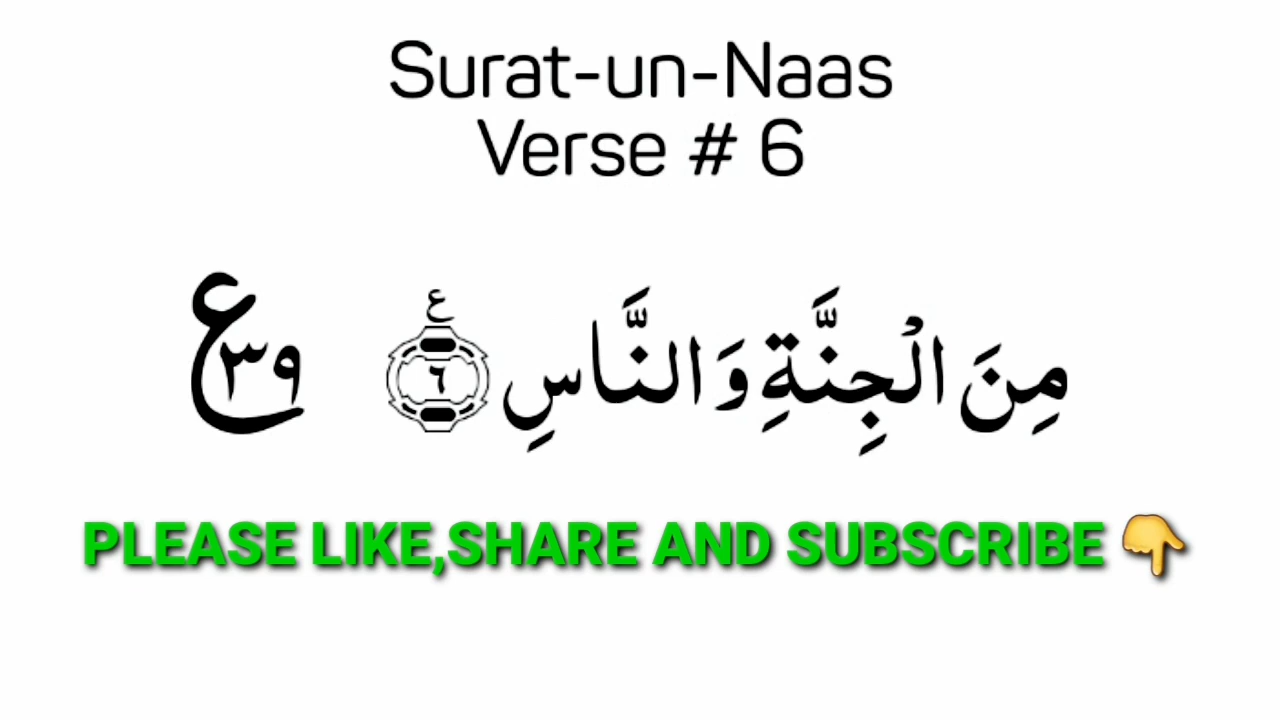 Surat-un-Naas
Verse # 6
مِنَ الْجِنَّةِ وَ النَّاسِ ٦ ع ع ٣٩
PLEASE LIKE,SHARE AND SUBSCRIBE 👇